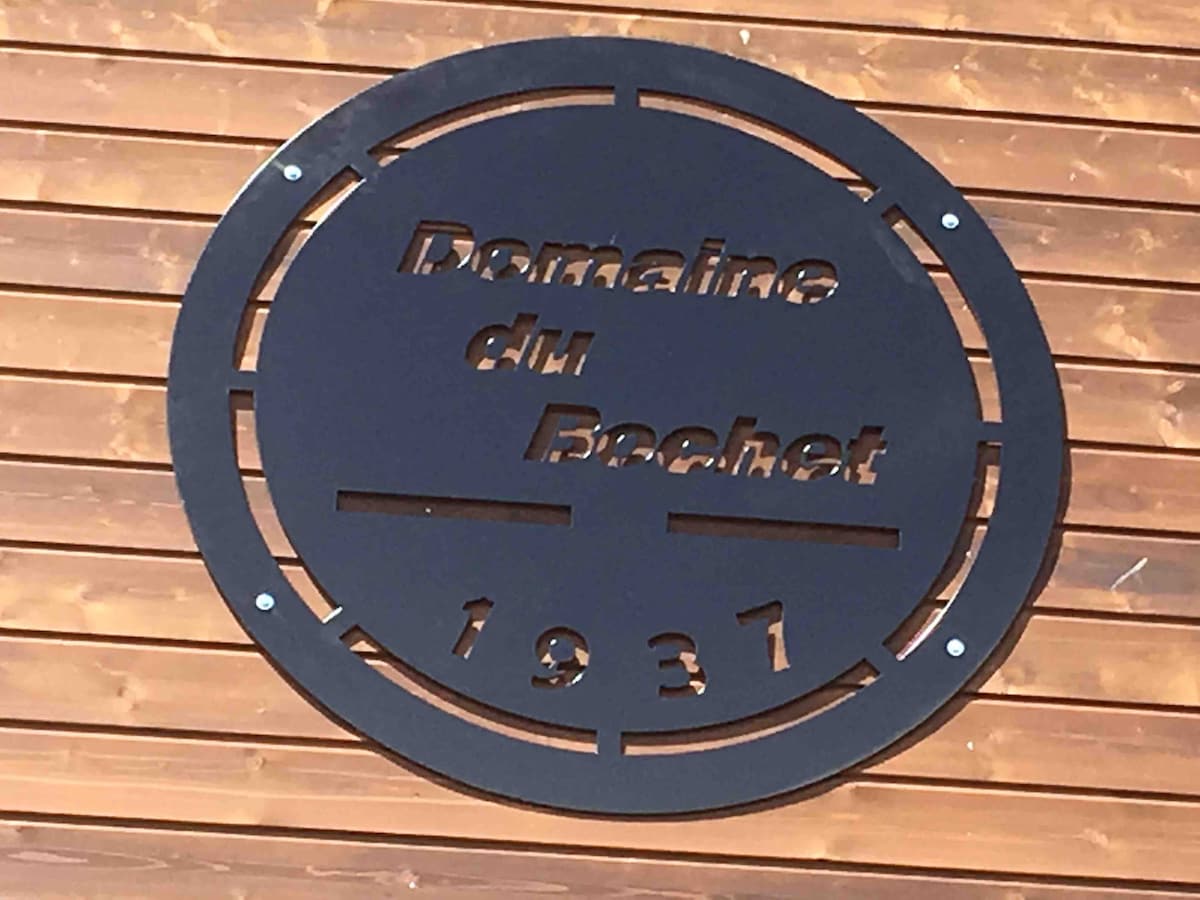 Domaine
du
Bochet
1937